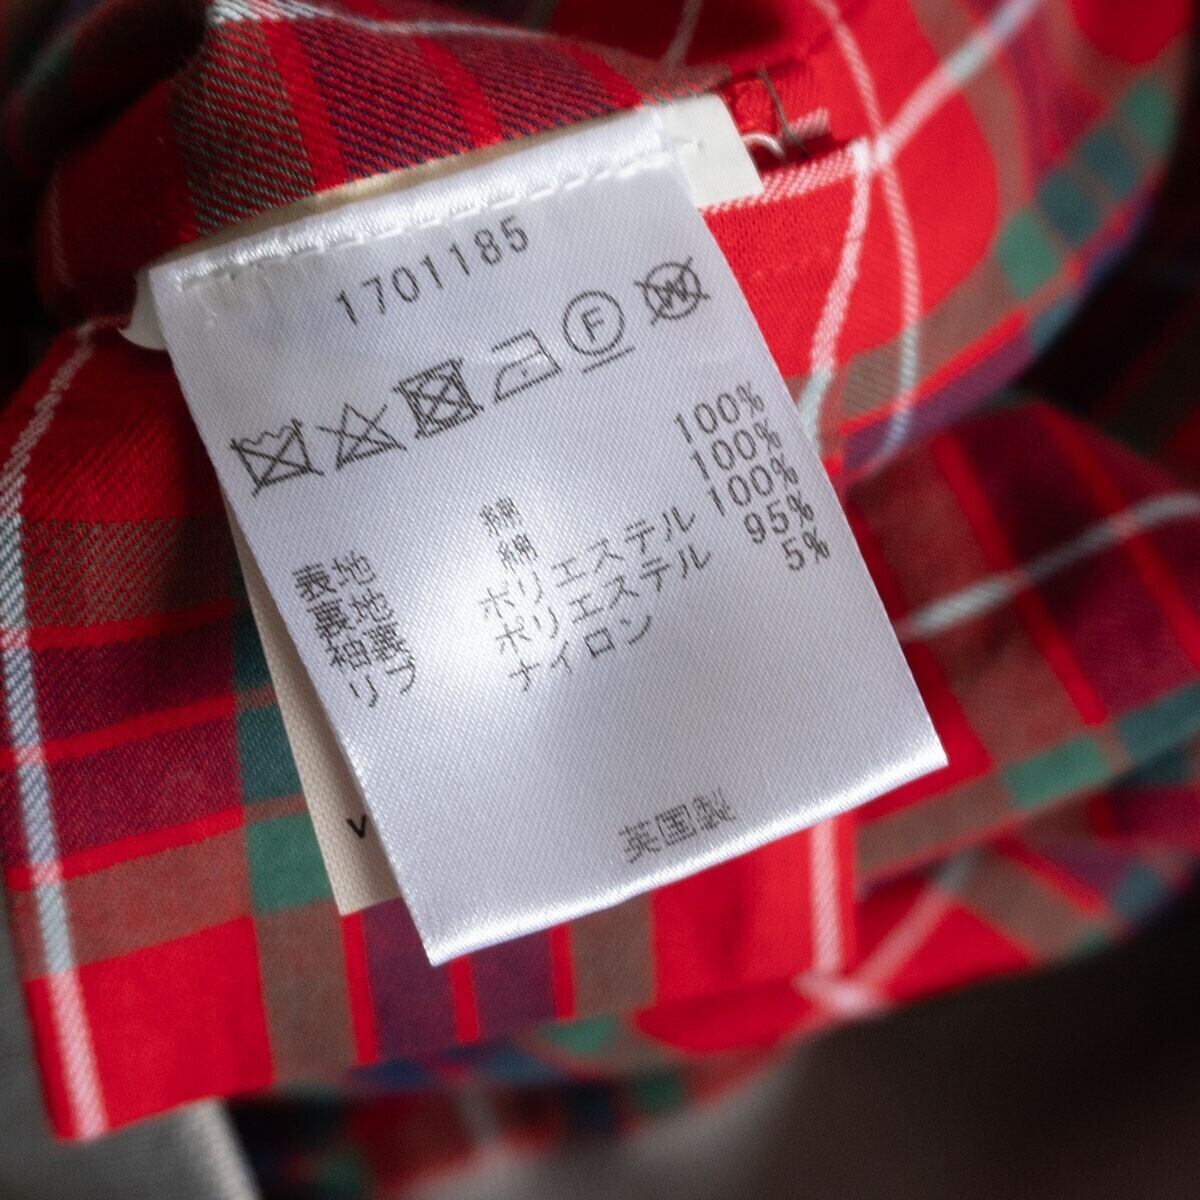 1701185
F W
表地 綿 100%
裏地 綿 100%
袖裏 ポリエステル 100%
リブ ポリエステル 95%
ナイロン 5%
英国製
v